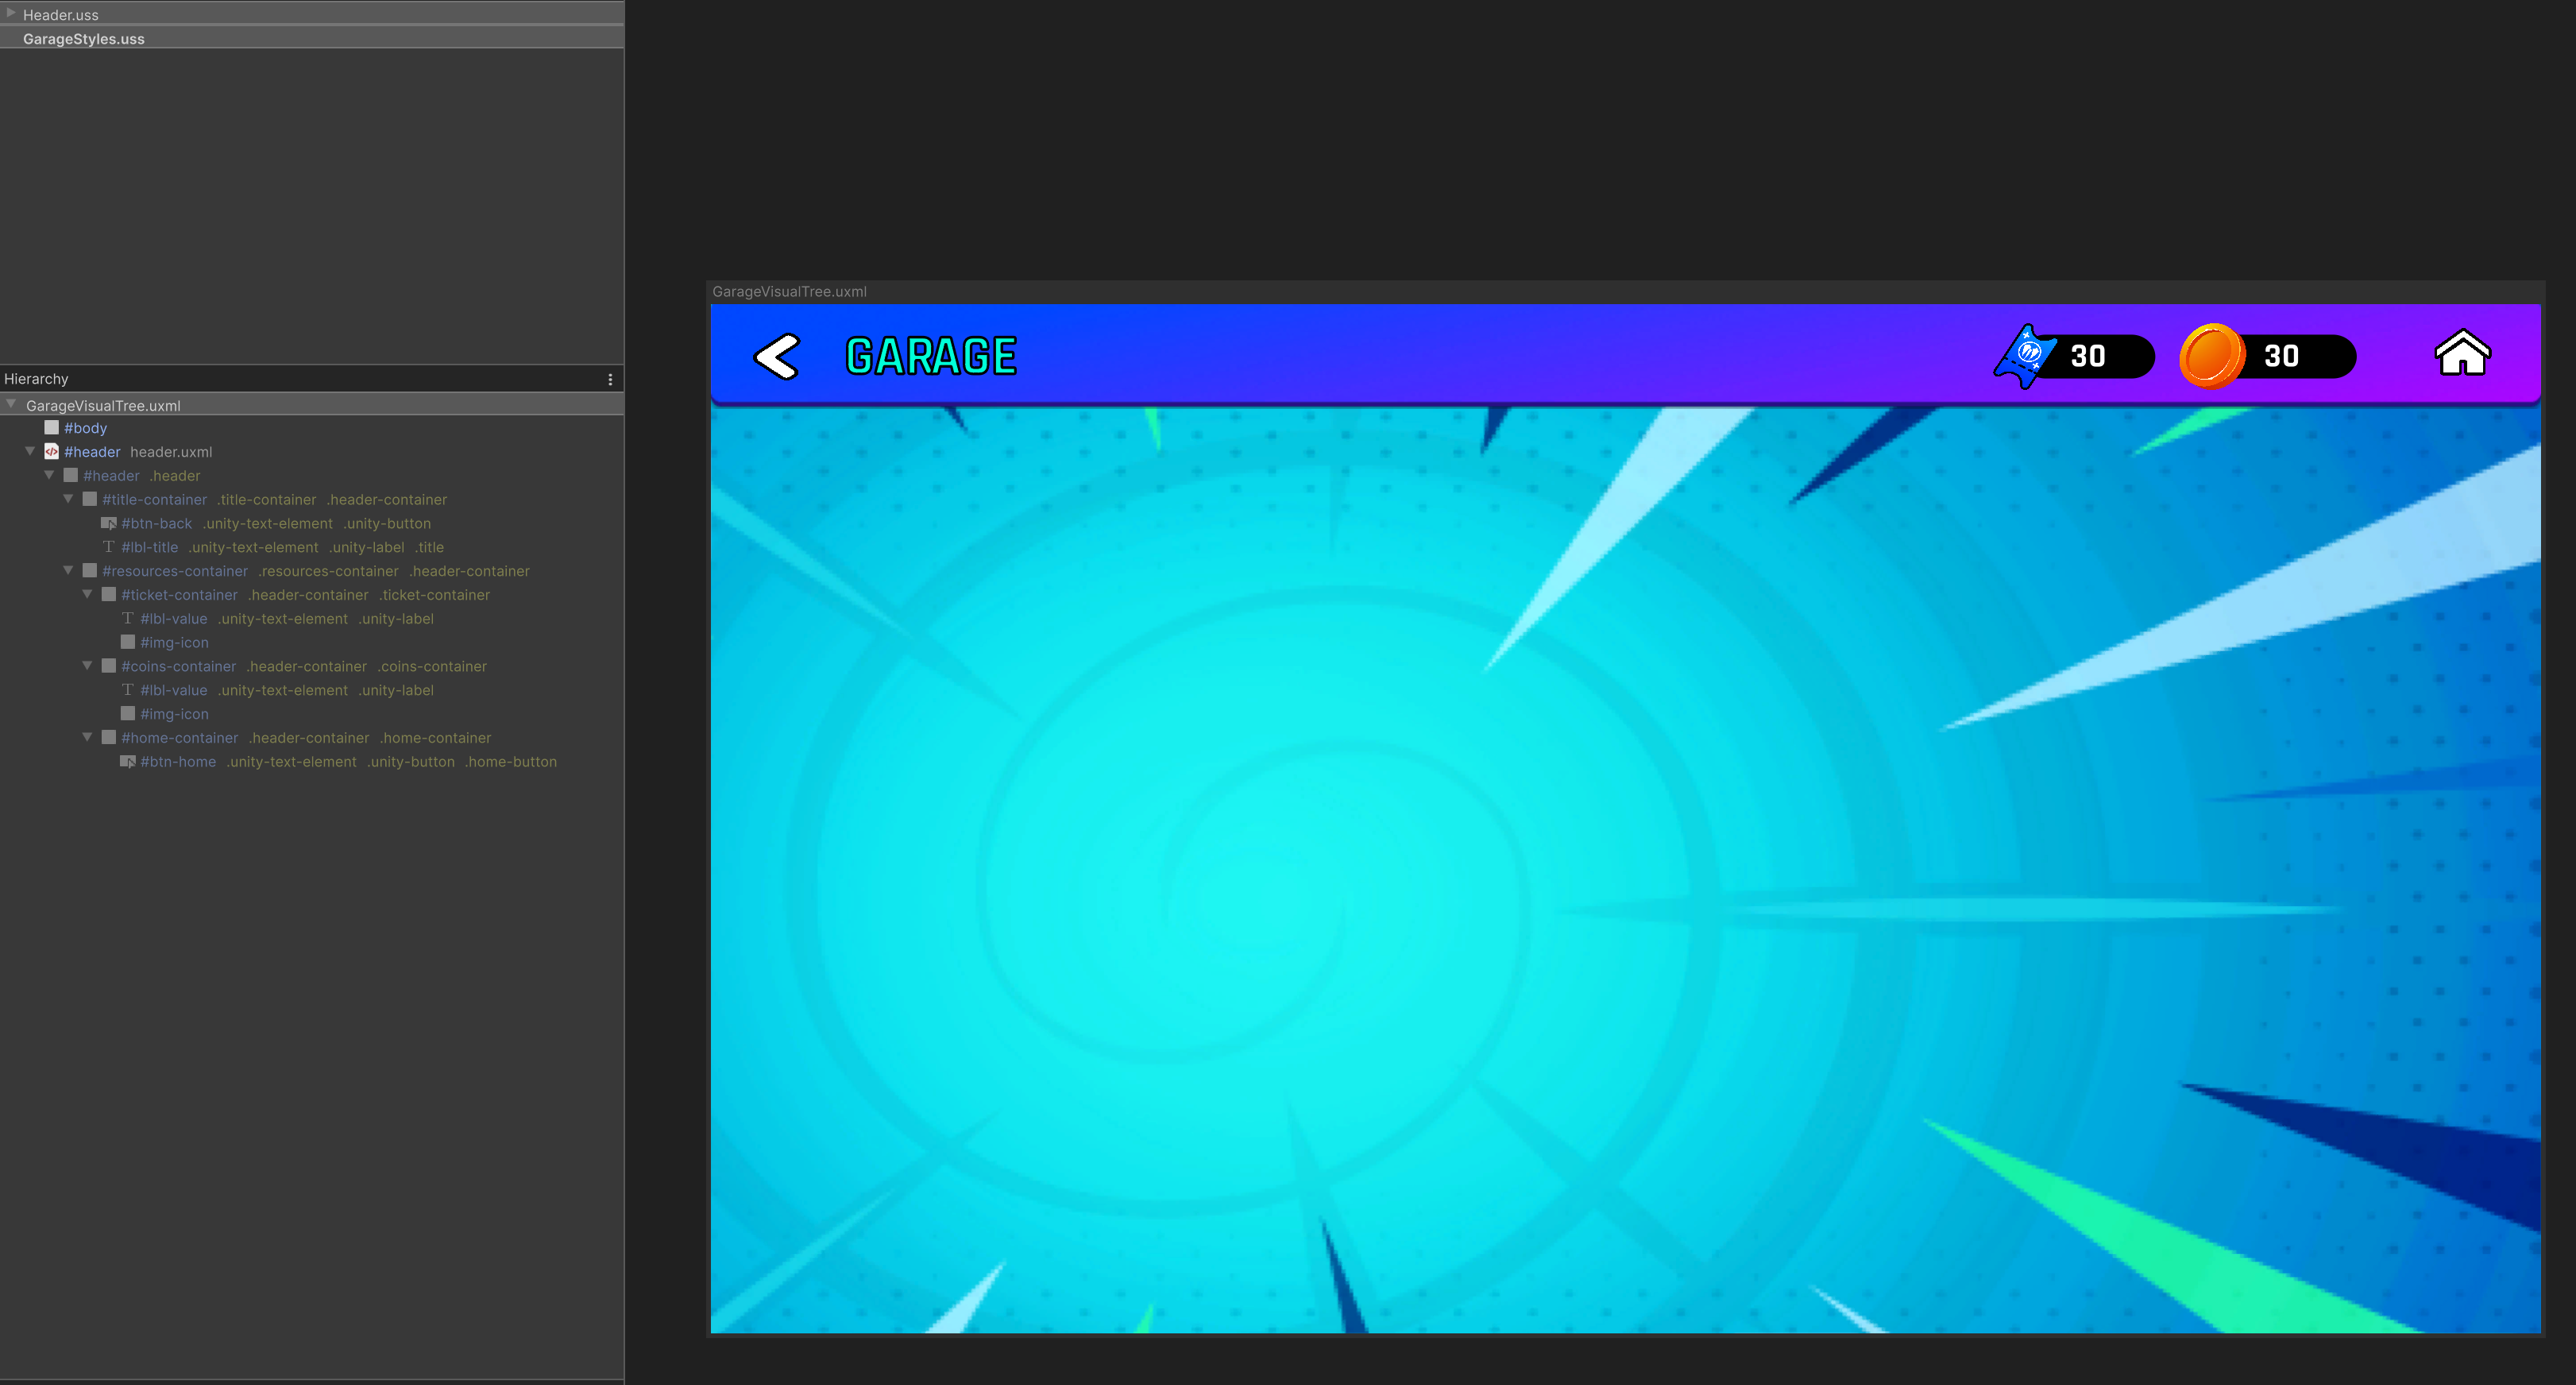 Header.uss
GarageStyles.uss
Hierarchy
GarageVisualTree.uxml
#body
#header header.uxml
#header .header
#title-container .title-container .header-container
#btn-back .unity-text-element .unity-button
#lbl-title .unity-text-element .unity-label .title
#resources-container .resources-container .header-container
#ticket-container .header-container .ticket-container
#lbl-value .unity-text-element .unity-label
#img-icon
#coins-container .header-container .coins-container
#lbl-value .unity-text-element .unity-label
#img-icon
#home-container .header-container .home-container
#btn-home .unity-text-element .unity-button .home-button
GarageVisualTree.uxml
GARAGE 30 30